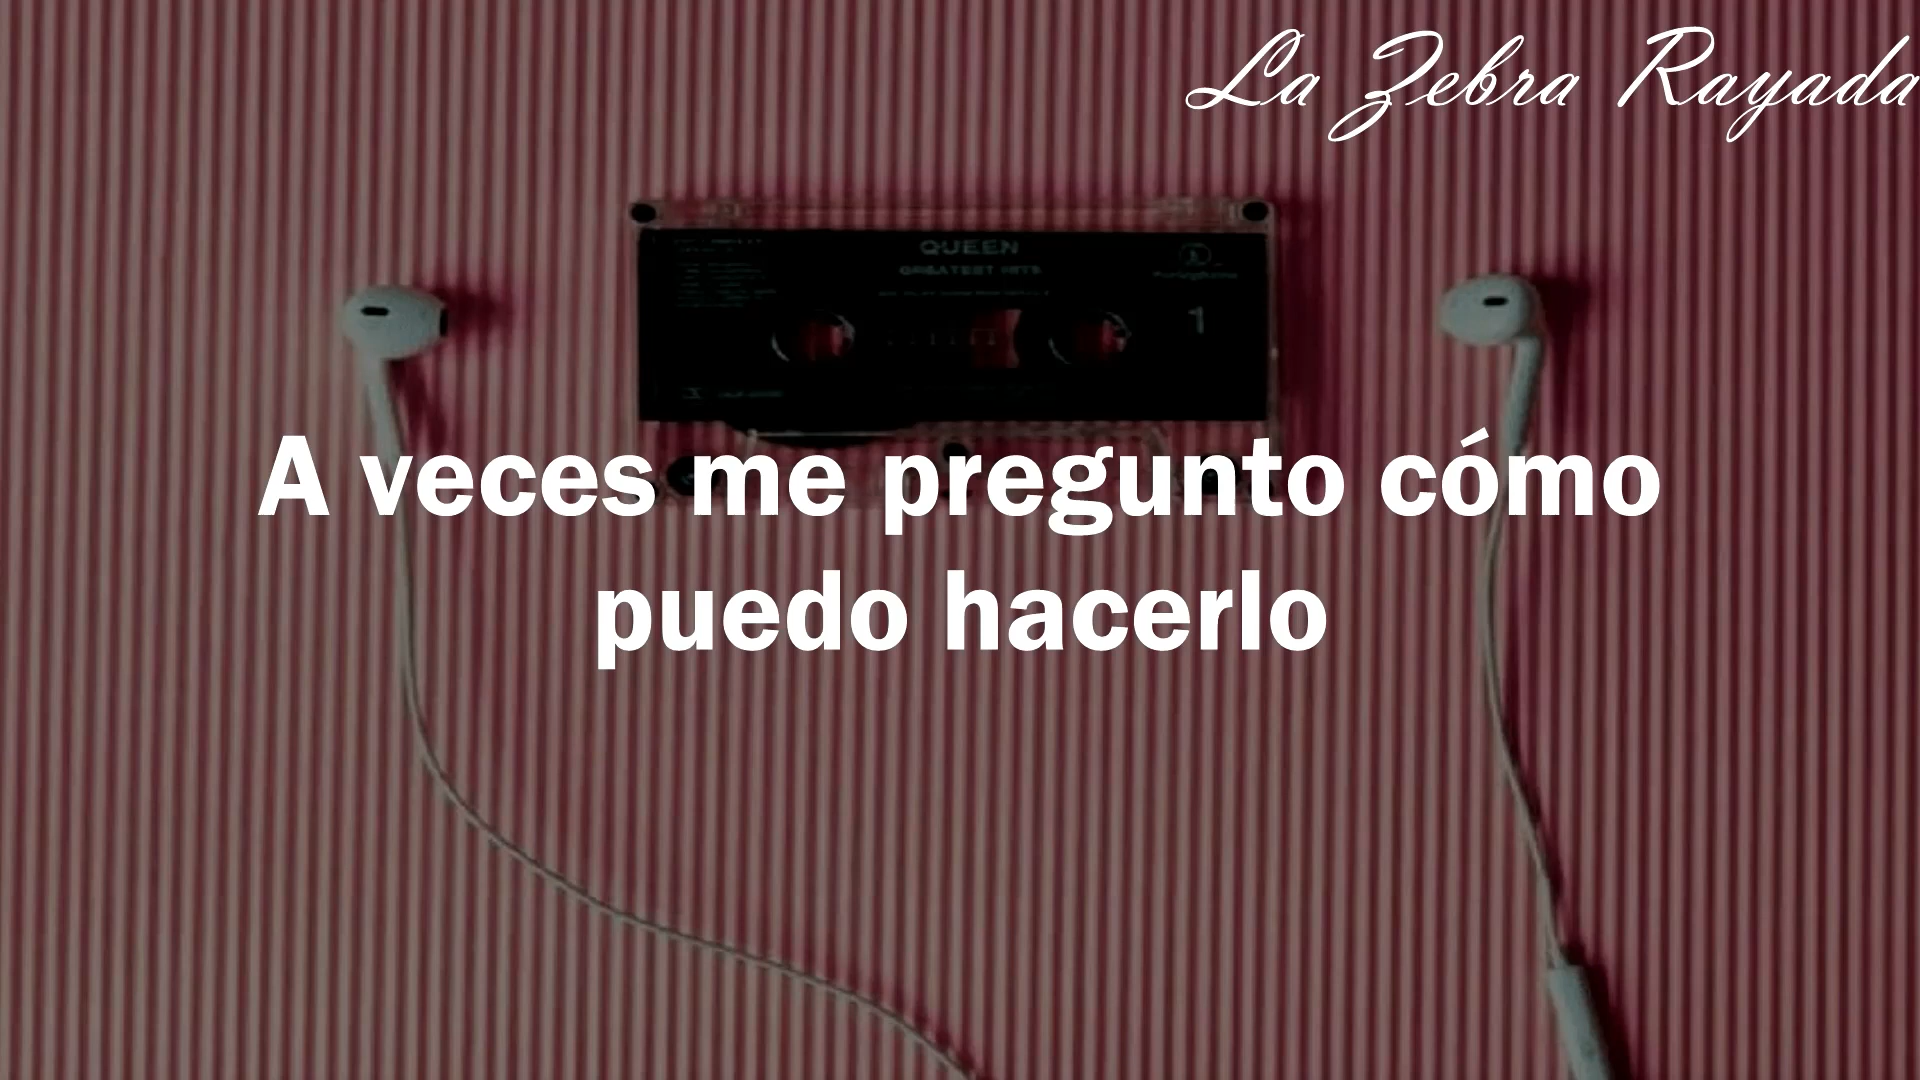 La Zebra Rayada
QUEEN
GREATEST HITS
1
A veces me pregunto cómo
puedo hacerlo